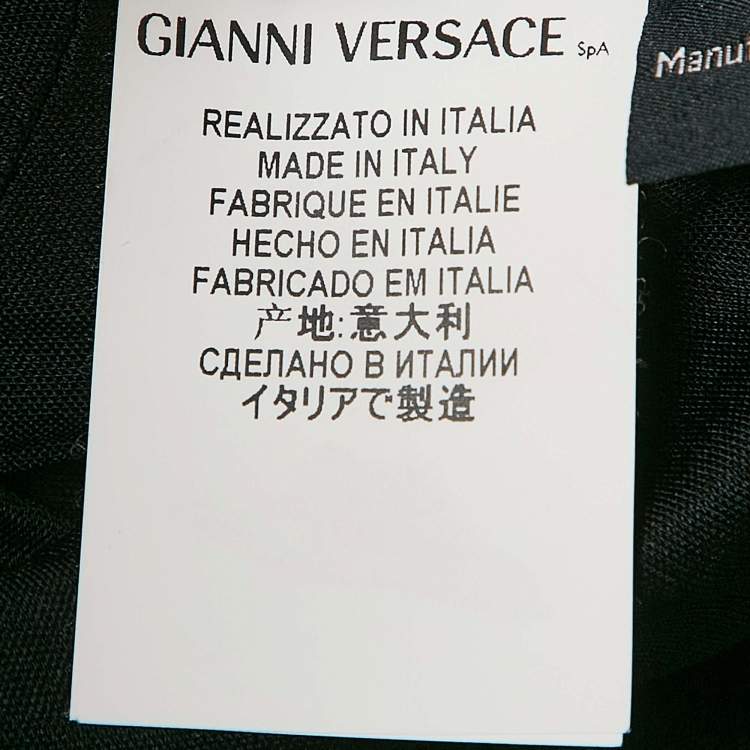 GIANNI VERSACE SpA
REALIZZATO IN ITALIA
MADE IN ITALY
FABRIQUE EN ITALIE
HECHO EN ITALIA
FABRICADO EM ITALIA
产地:意大利
СДЕЛАНО В ИТАЛИИ
イタリアで製造